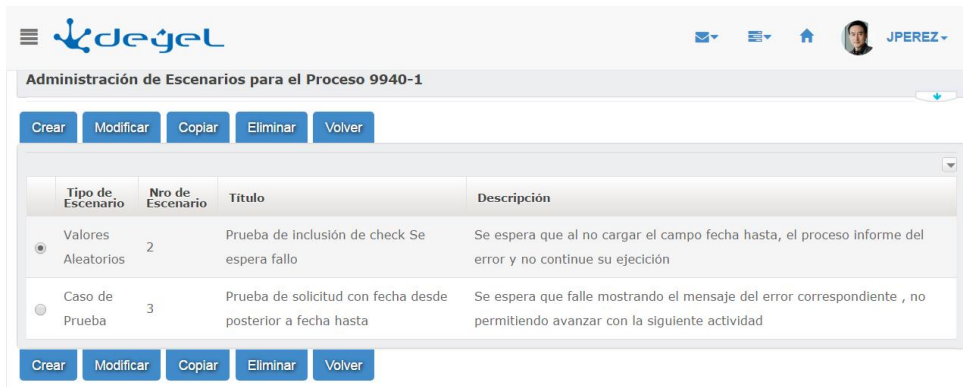 deyel
JPEREZ
Administración de Escenarios para el Proceso 9940-1
Crear Modificar Copiar Eliminar Volver
Tipo de Escenario Nro de Escenario Título Descripción
Valores Aleatorios 2 Prueba de inclusión de check Se espera fallo Se espera que al no cargar el campo fecha hasta, el proceso informe del error y no continue su ejecición
Caso de Prueba 3 Prueba de solicitud con fecha desde posterior a fecha hasta Se espera que falle mostrando el mensaje del error correspondiente , no permitiendo avanzar con la siguiente actividad
Crear Modificar Copiar Eliminar Volver